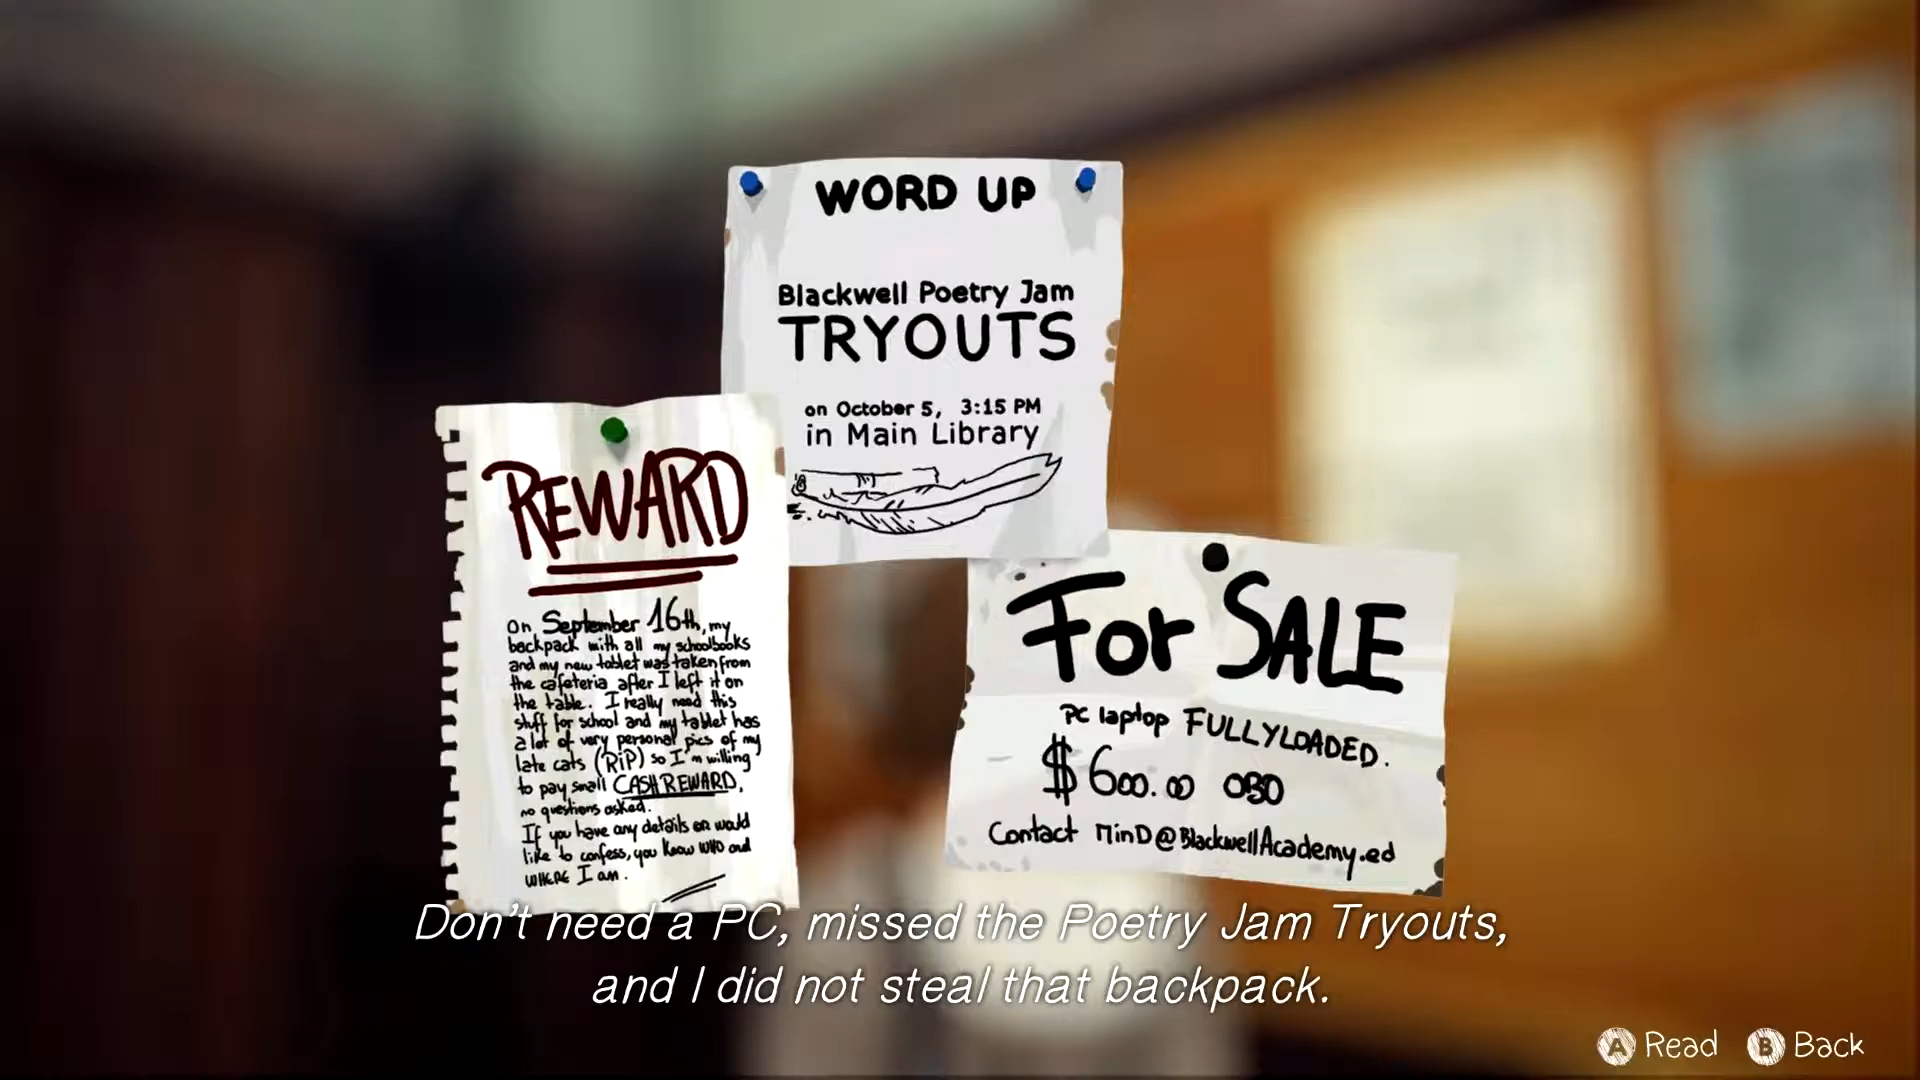 WORD UP
Blackwell Poetry Jam
TRYOUTS
on October 5, 3:15 PM
in Main Library
REWARD
On September 16th, my
backpack with all my schoolbooks
and my new tablet was taken from
the cafeteria after I left it on
the table. I really need this
stuff for school and my tablet has
a lot of very personal pics of my
late cats (RiP) so I'm willing
to pay small CASH REWARD,
no questions asked.
If you have any details or would
like to confess, you know WHO and
WHERE I am.
For SALE
PC laptop FULLYLOADED.
$600.00 OBO
Contact MinD@BlackwellAcademy.ed
Don't need a PC, missed the Poetry Jam Tryouts,
and I did not steal that backpack.
A Read B Back